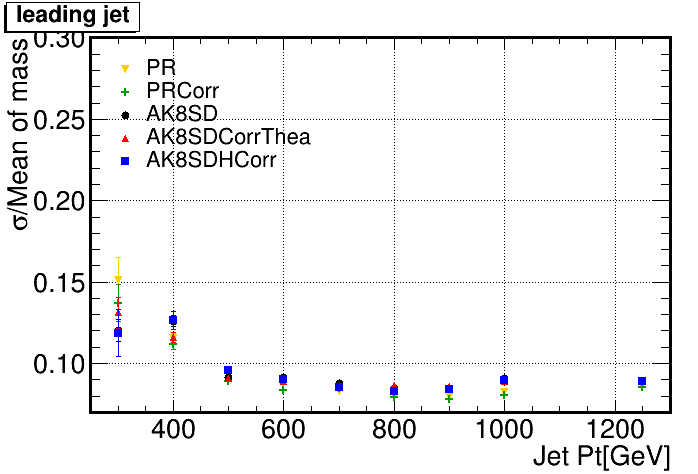 leading jet
σ/Mean of mass
0.30
0.25
0.20
0.15
0.10
PR
PRCorr
AK8SD
AK8SDCorrThea
AK8SDHCorr
400 600 800 1000 1200
Jet Pt[GeV]